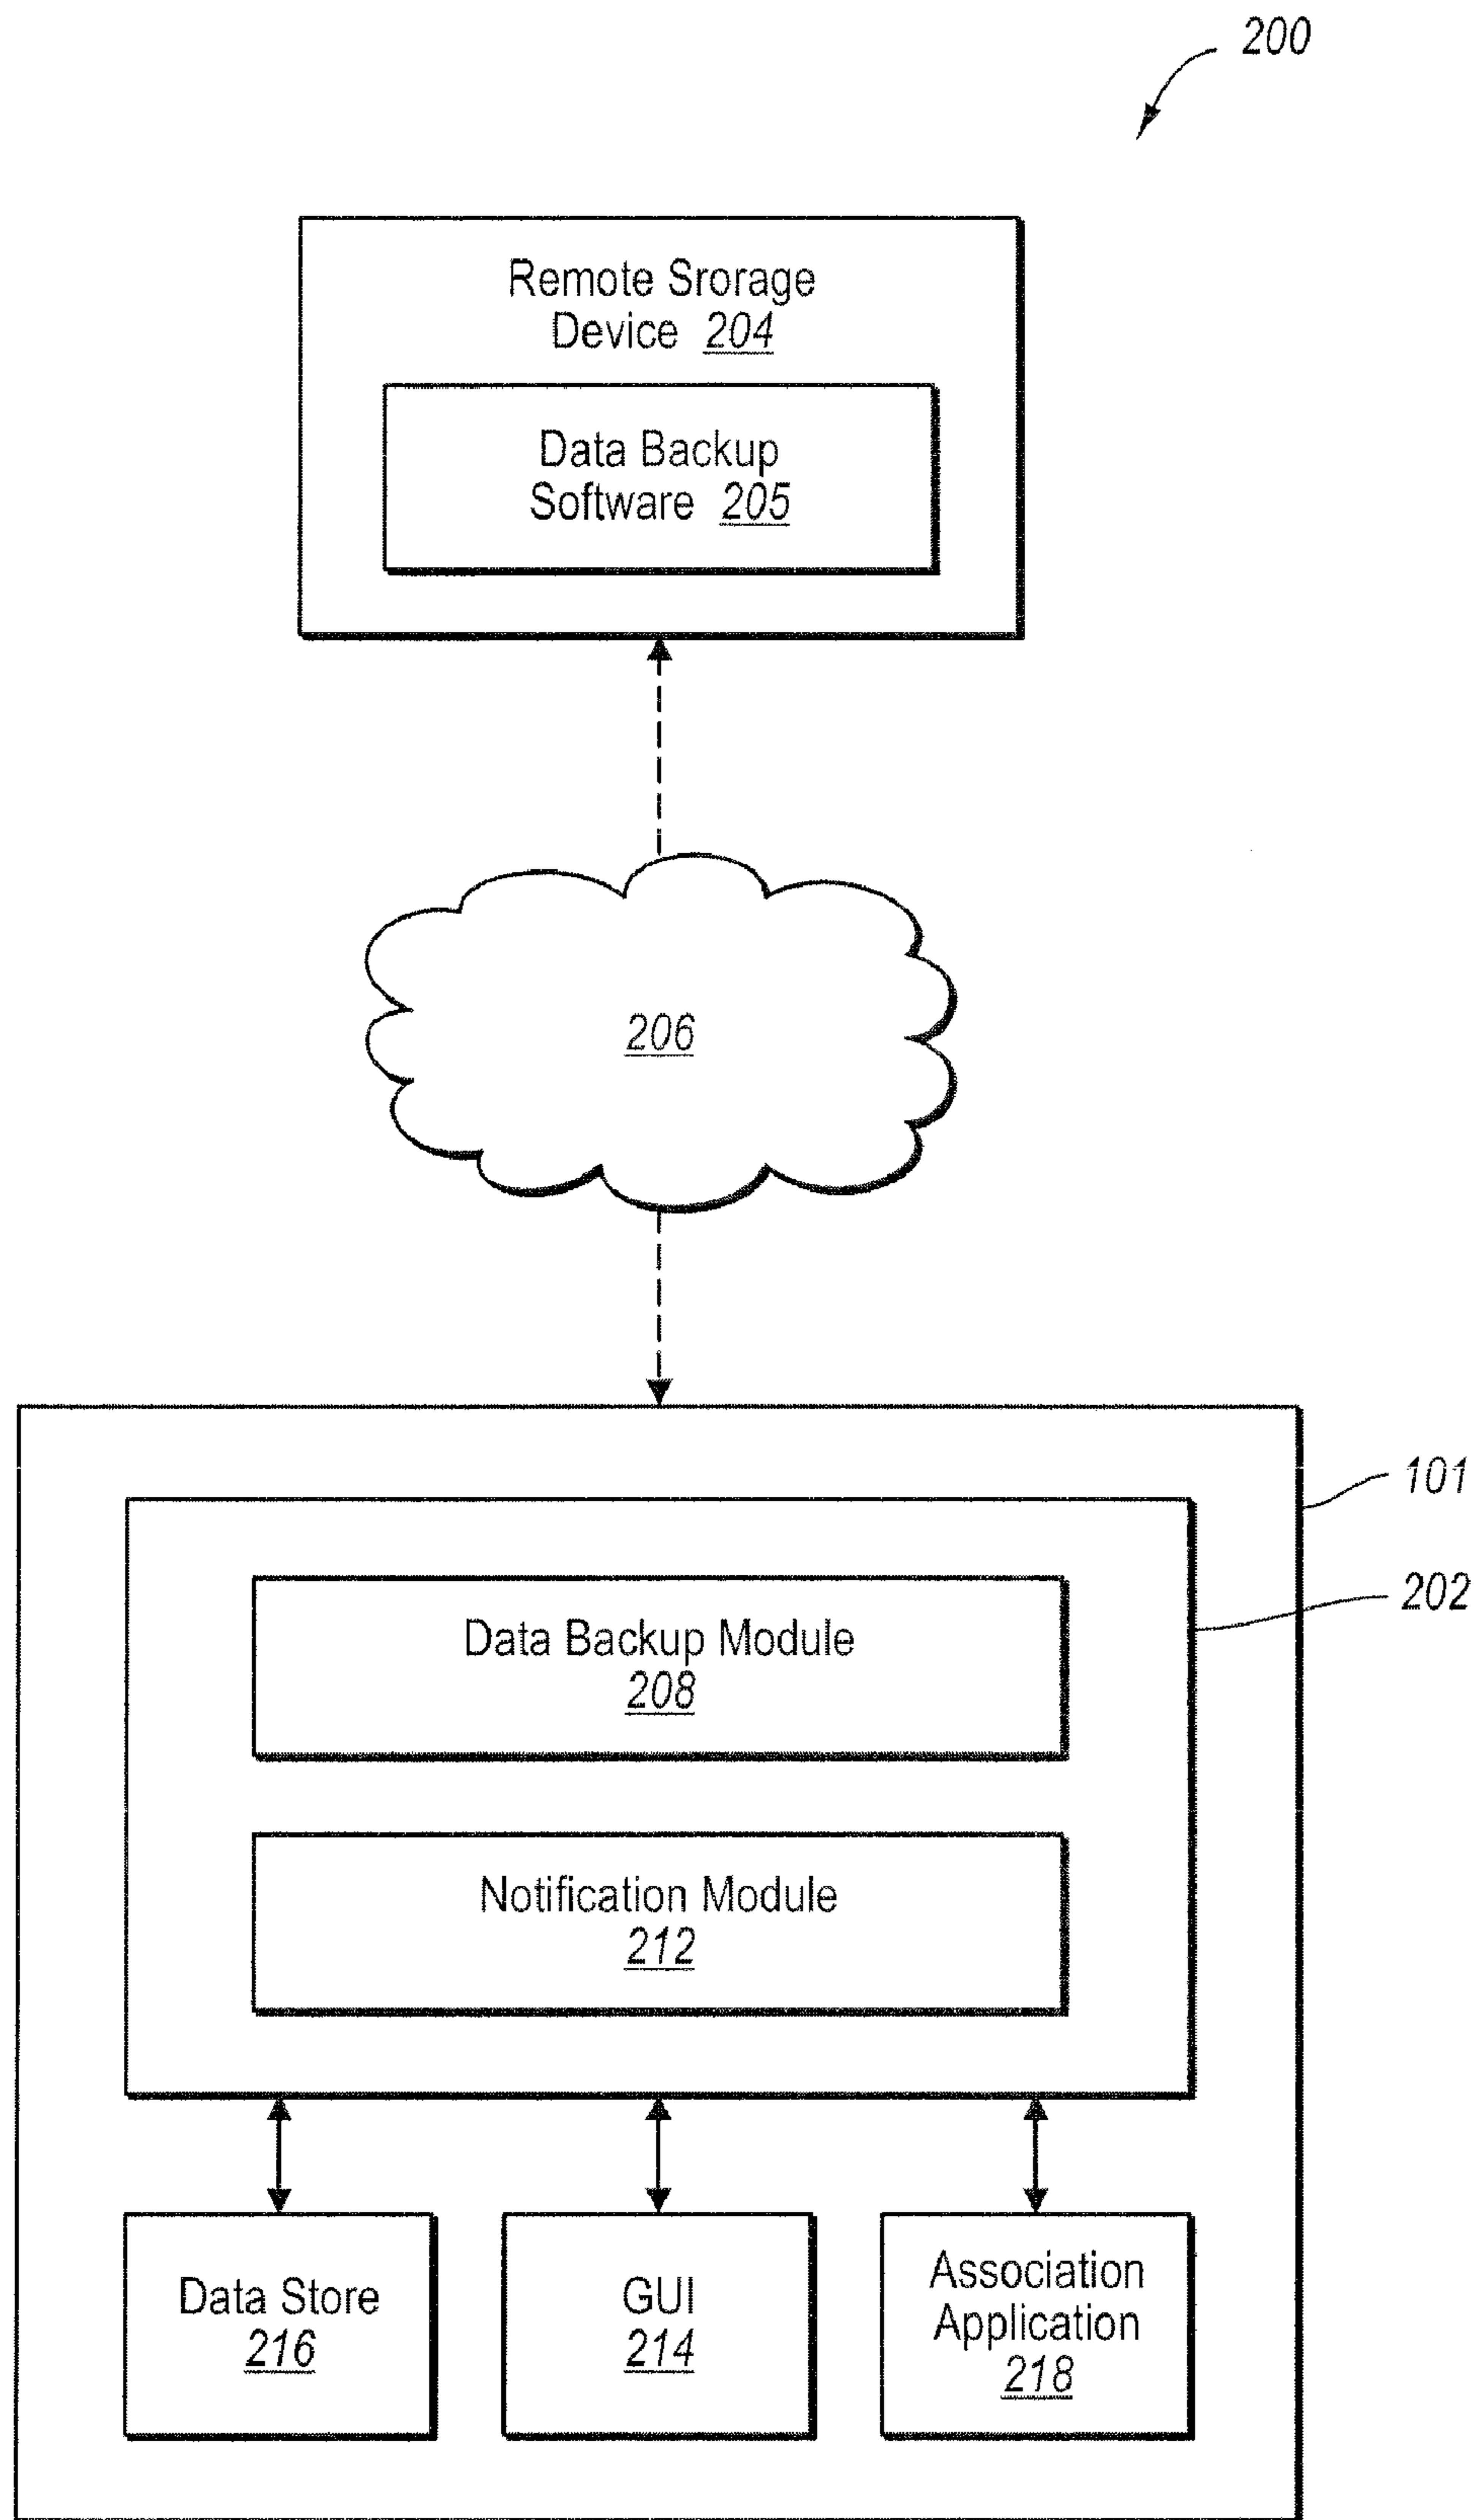 200
Remote Srorage
Device 204
Data Backup
Software 205
206
101
202
Data Backup Module
208
Notification Module
212
Data Store
216
GUI
214
Association
Application
218